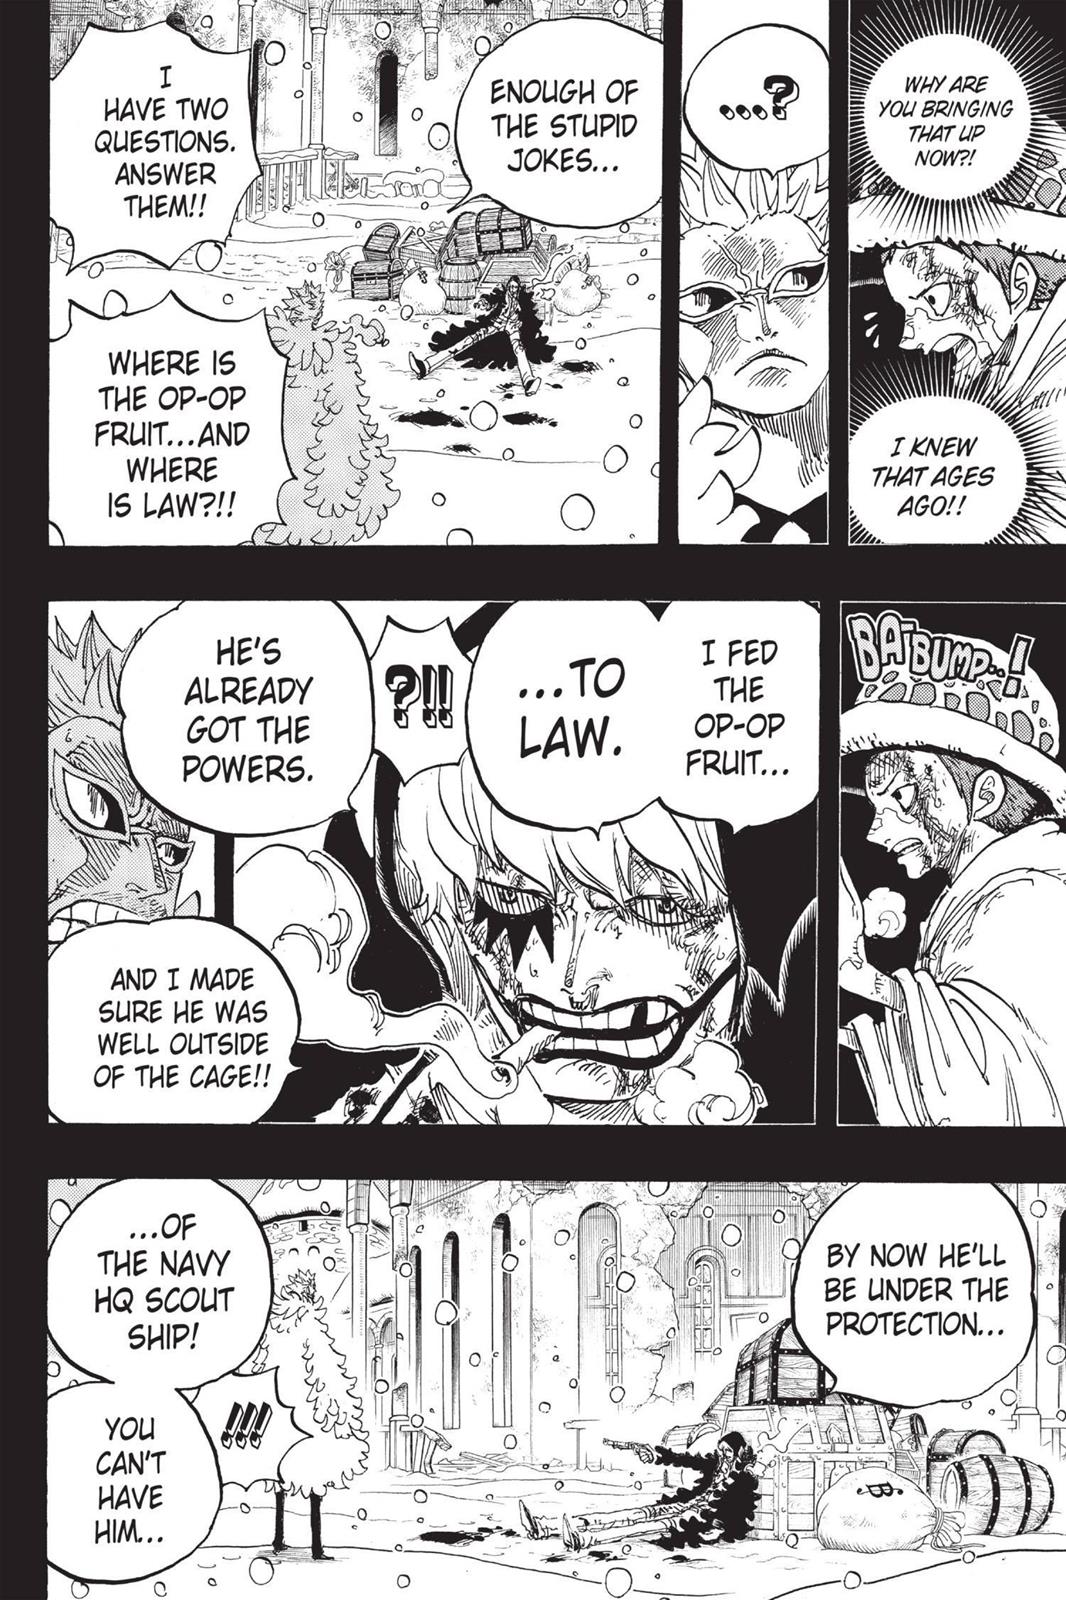 WHY ARE
YOU BRINGING
THAT UP
NOW?!
I KNEW
THAT AGES
AGO!!
...?
ENOUGH OF
THE STUPID
JOKES...
I
HAVE TWO
QUESTIONS.
ANSWER
THEM!!
WHERE IS
THE OP-OP
FRUIT...AND
WHERE
IS LAW?!!
BA-BUMP...!
I FED
THE
OP-OP
FRUIT...
...TO
LAW.
?!!
HE'S
ALREADY
GOT THE
POWERS.
AND I MADE
SURE HE WAS
WELL OUTSIDE
OF THE CAGE!!
BY NOW HE'LL
BE UNDER THE
PROTECTION...
...OF
THE NAVY
HQ SCOUT
SHIP!
!!!
YOU
CAN'T
HAVE
HIM...
B.